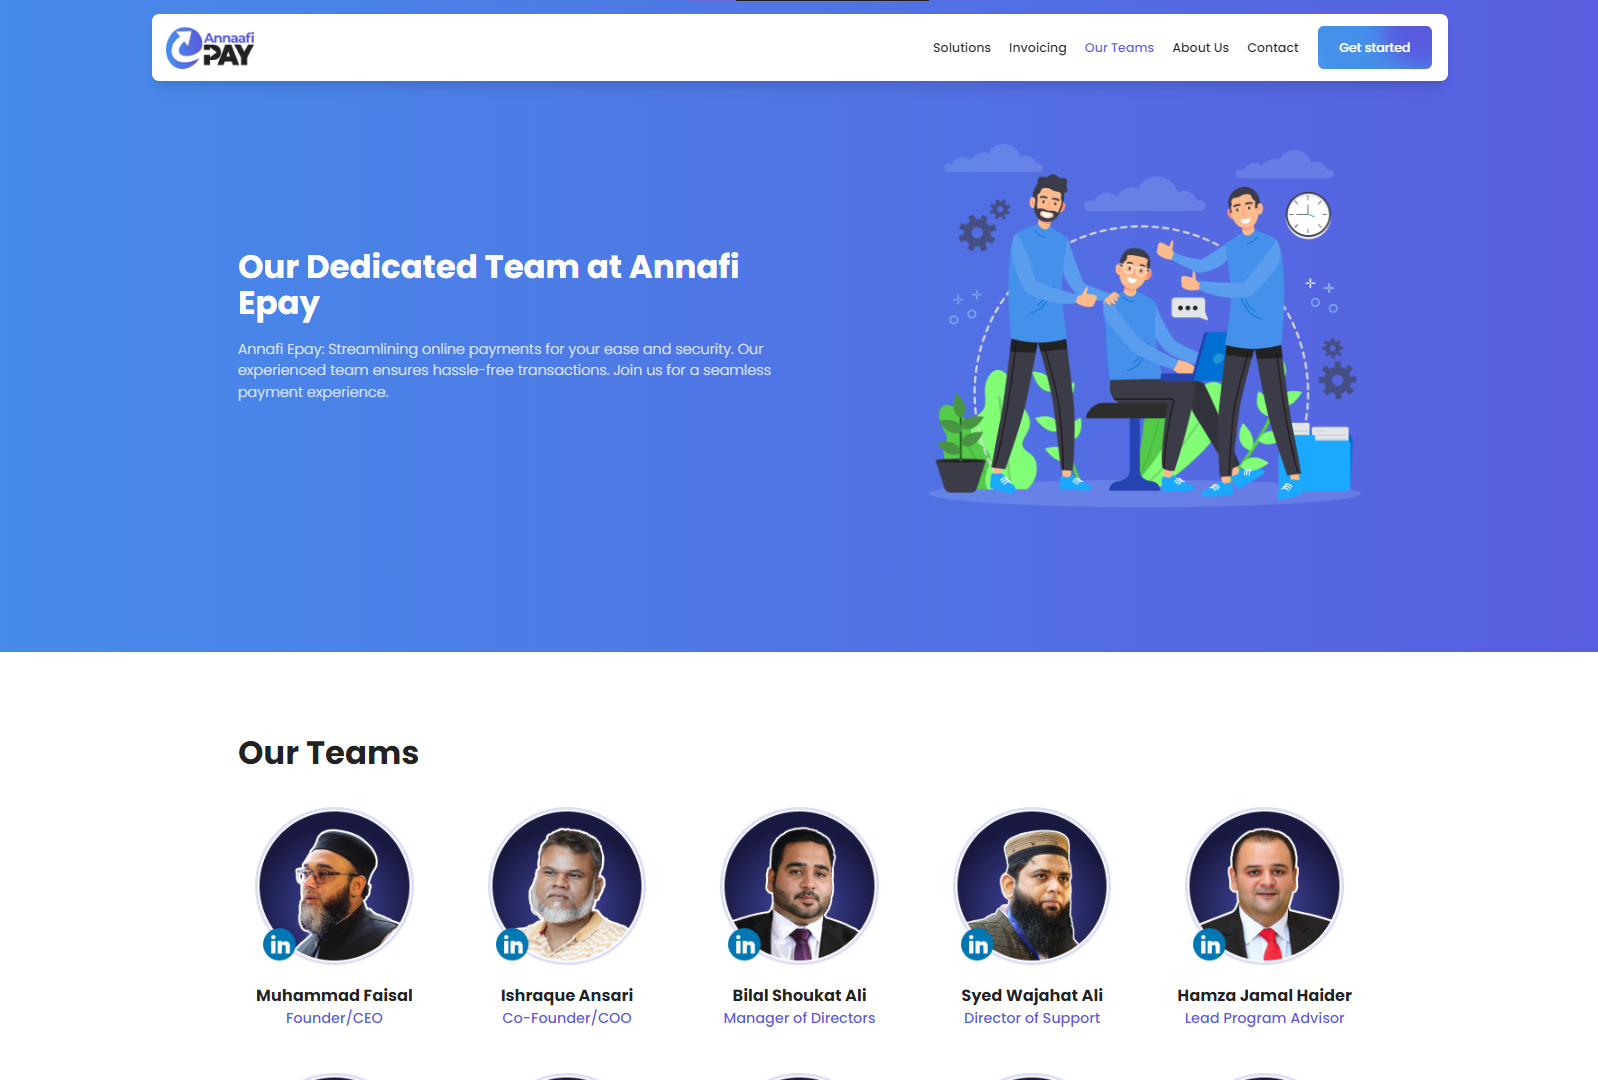 Annaafi
PAY
Solutions
Invoicing
Our Teams
About Us
Contact
Get started
Our Dedicated Team at Annafi
Epay
Annafi Epay: Streamlining online payments for your ease and security. Our
experienced team ensures hassle-free transactions. Join us for a seamless
payment experience.
Our Teams
in
in
in
in
in
Muhammad Faisal
Founder/CEO
Ishraque Ansari
Co-Founder/COO
Bilal Shoukat Ali
Manager of Directors
Syed Wajahat Ali
Director of Support
Hamza Jamal Haider
Lead Program Advisor